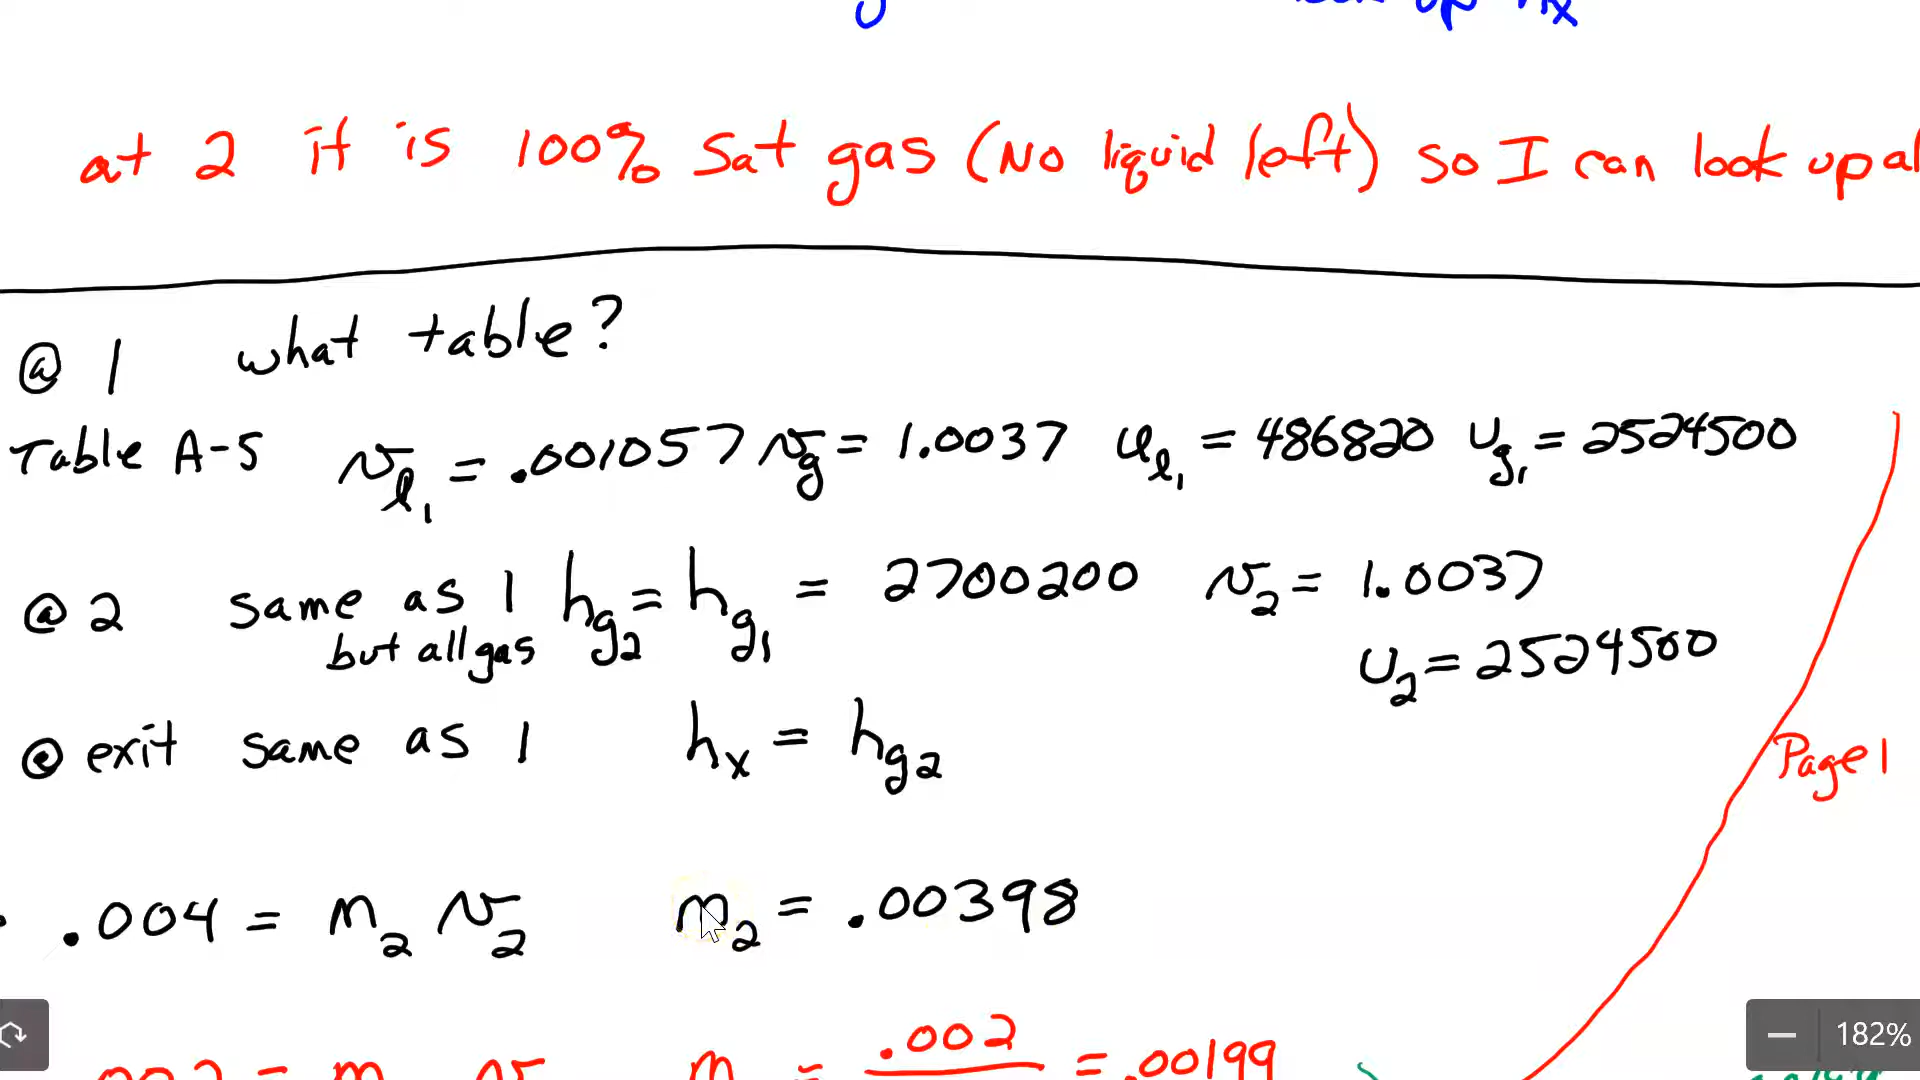 at 2 it is 100% sat gas (No liquid left) so I can look up al
@ 1 what table?
Table A-5 v_l1 = .001057 v_g = 1.0037 u_l1 = 486820 u_g1 = 2524500
@ 2 same as 1 h_g2 = h_g1 = 2700200 v_2 = 1.0037
but all gas u_2 = 2524500
@ exit same as 1 h_x = h_g2
Page 1
.004 = m_2 v_2 m_2 = .00398
.002 = .00199
182%